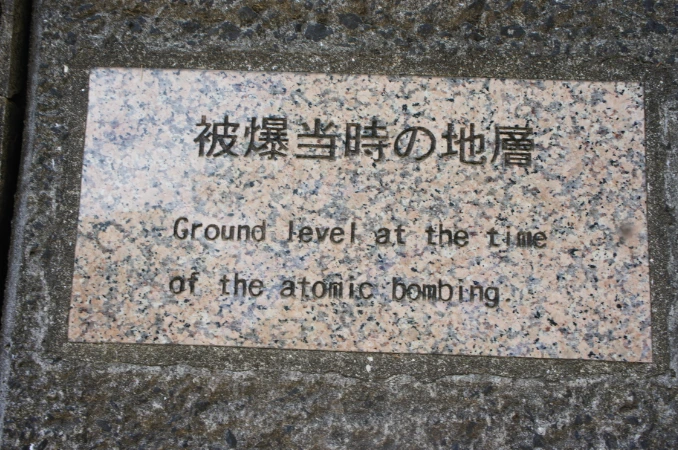 被爆当時の地層
Ground level at the time
of the atomic bombing.